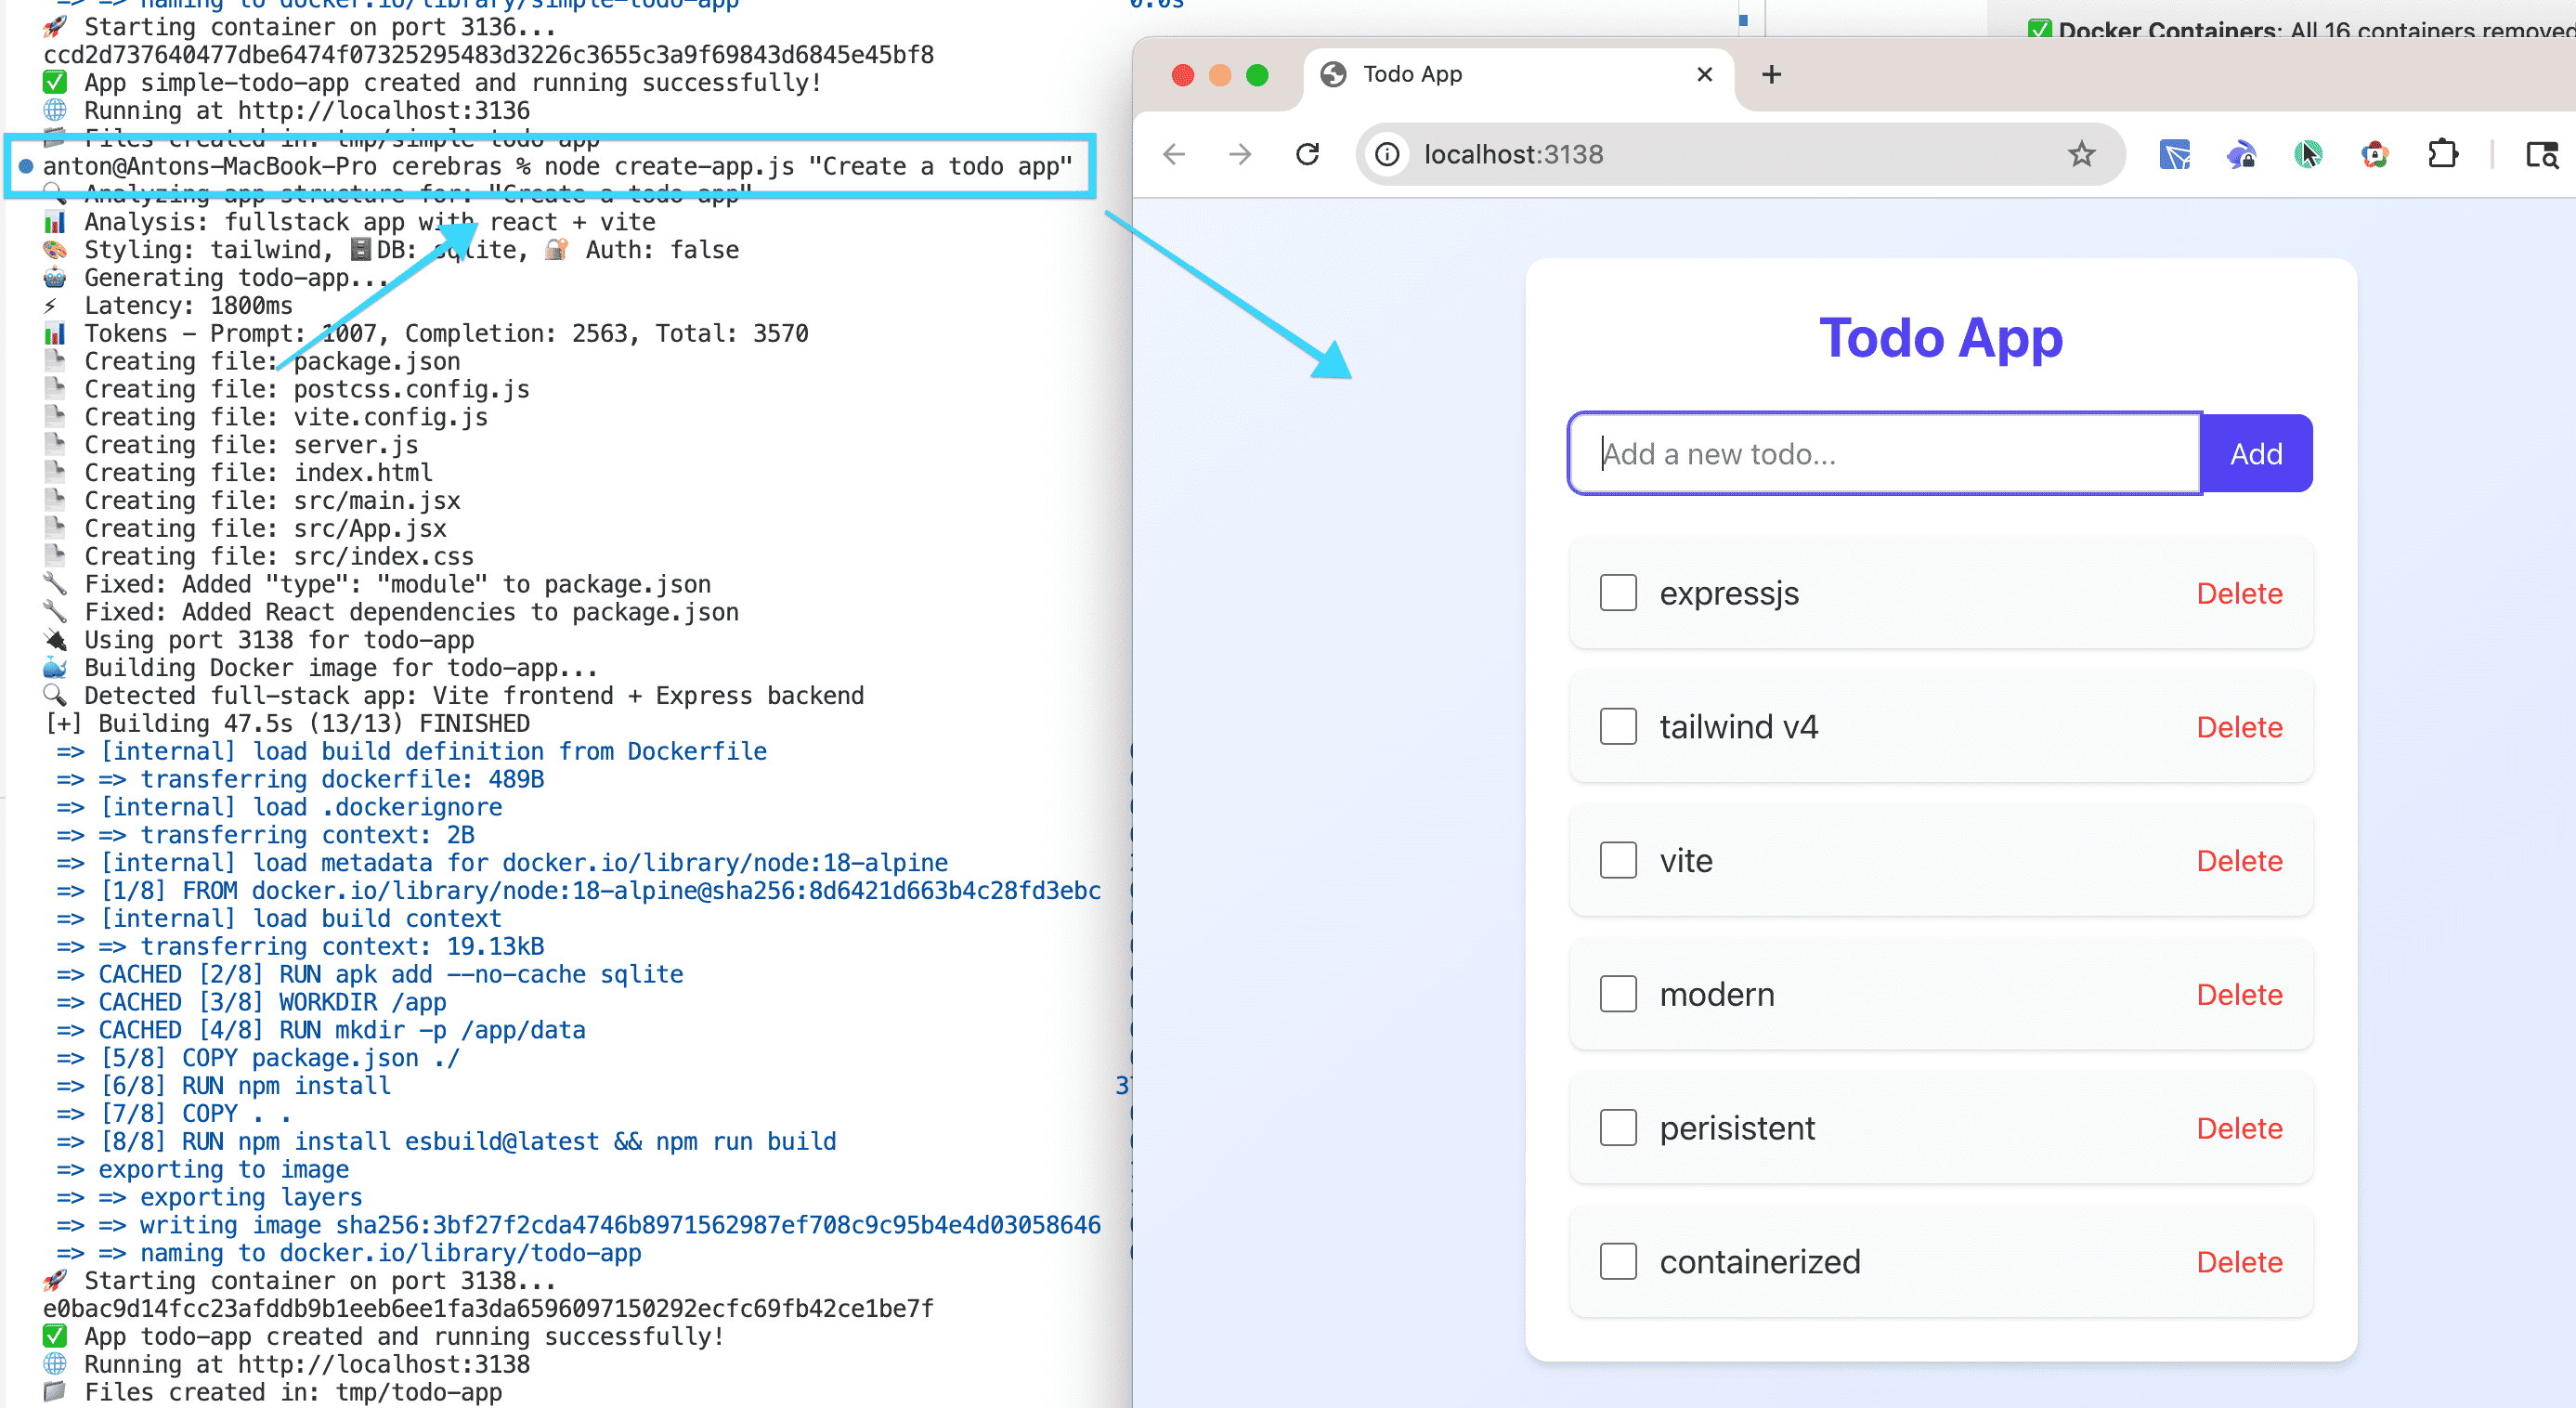 => => naming to docker.io/library/simple-todo-app 0.0s
🚀 Starting container on port 3136...
ccd2d737640477dbe6474f07325295483d3226c3655c3a9f69843d6845e45bf8
✅ App simple-todo-app created and running successfully!
🌐 Running at http://localhost:3136
📁 Files created in: tmp/simple-todo-app
anton@Antons-MacBook-Pro cerebras % node create-app.js "Create a todo app"
🔍 Analyzing app structure for: "Create a todo app"
📊 Analysis: fullstack app with react + vite
🎨 Styling: tailwind, 🗄️DB: sqlite, 🔐 Auth: false
🤖 Generating todo-app...
⚡ Latency: 1800ms
📊 Tokens - Prompt: 1007, Completion: 2563, Total: 3570
📄 Creating file: package.json
📄 Creating file: postcss.config.js
📄 Creating file: vite.config.js
📄 Creating file: server.js
📄 Creating file: index.html
📄 Creating file: src/main.jsx
📄 Creating file: src/App.jsx
📄 Creating file: src/index.css
🔧 Fixed: Added "type": "module" to package.json
🔧 Fixed: Added React dependencies to package.json
🔌 Using port 3138 for todo-app
🐳 Building Docker image for todo-app...
🔍 Detected full-stack app: Vite frontend + Express backend
[+] Building 47.5s (13/13) FINISHED
=> [internal] load build definition from Dockerfile
=> => transferring dockerfile: 489B
=> [internal] load .dockerignore
=> => transferring context: 2B
=> [internal] load metadata for docker.io/library/node:18-alpine
=> [1/8] FROM docker.io/library/node:18-alpine@sha256:8d6421d663b4c28fd3ebc
=> [internal] load build context
=> => transferring context: 19.13kB
=> CACHED [2/8] RUN apk add --no-cache sqlite
=> CACHED [3/8] WORKDIR /app
=> CACHED [4/8] RUN mkdir -p /app/data
=> [5/8] COPY package.json ./
=> [6/8] RUN npm install
=> [7/8] COPY . .
=> [8/8] RUN npm install esbuild@latest && npm run build
=> exporting to image
=> => exporting layers
=> => writing image sha256:3bf27f2cda4746b8971562987ef708c9c95b4e4d03058646
=> => naming to docker.io/library/todo-app
🚀 Starting container on port 3138...
e0bac9d14fcc23afddb9b1eeb6ee1fa3da6596097150292ecfc69fb42ce1be7f
✅ App todo-app created and running successfully!
🌐 Running at http://localhost:3138
📁 Files created in: tmp/todo-app
✅ Docker Containers: All 16 containers removed
Todo App
localhost:3138
Todo App
Add a new todo... Add
expressjs Delete
tailwind v4 Delete
vite Delete
modern Delete
perisistent Delete
containerized Delete